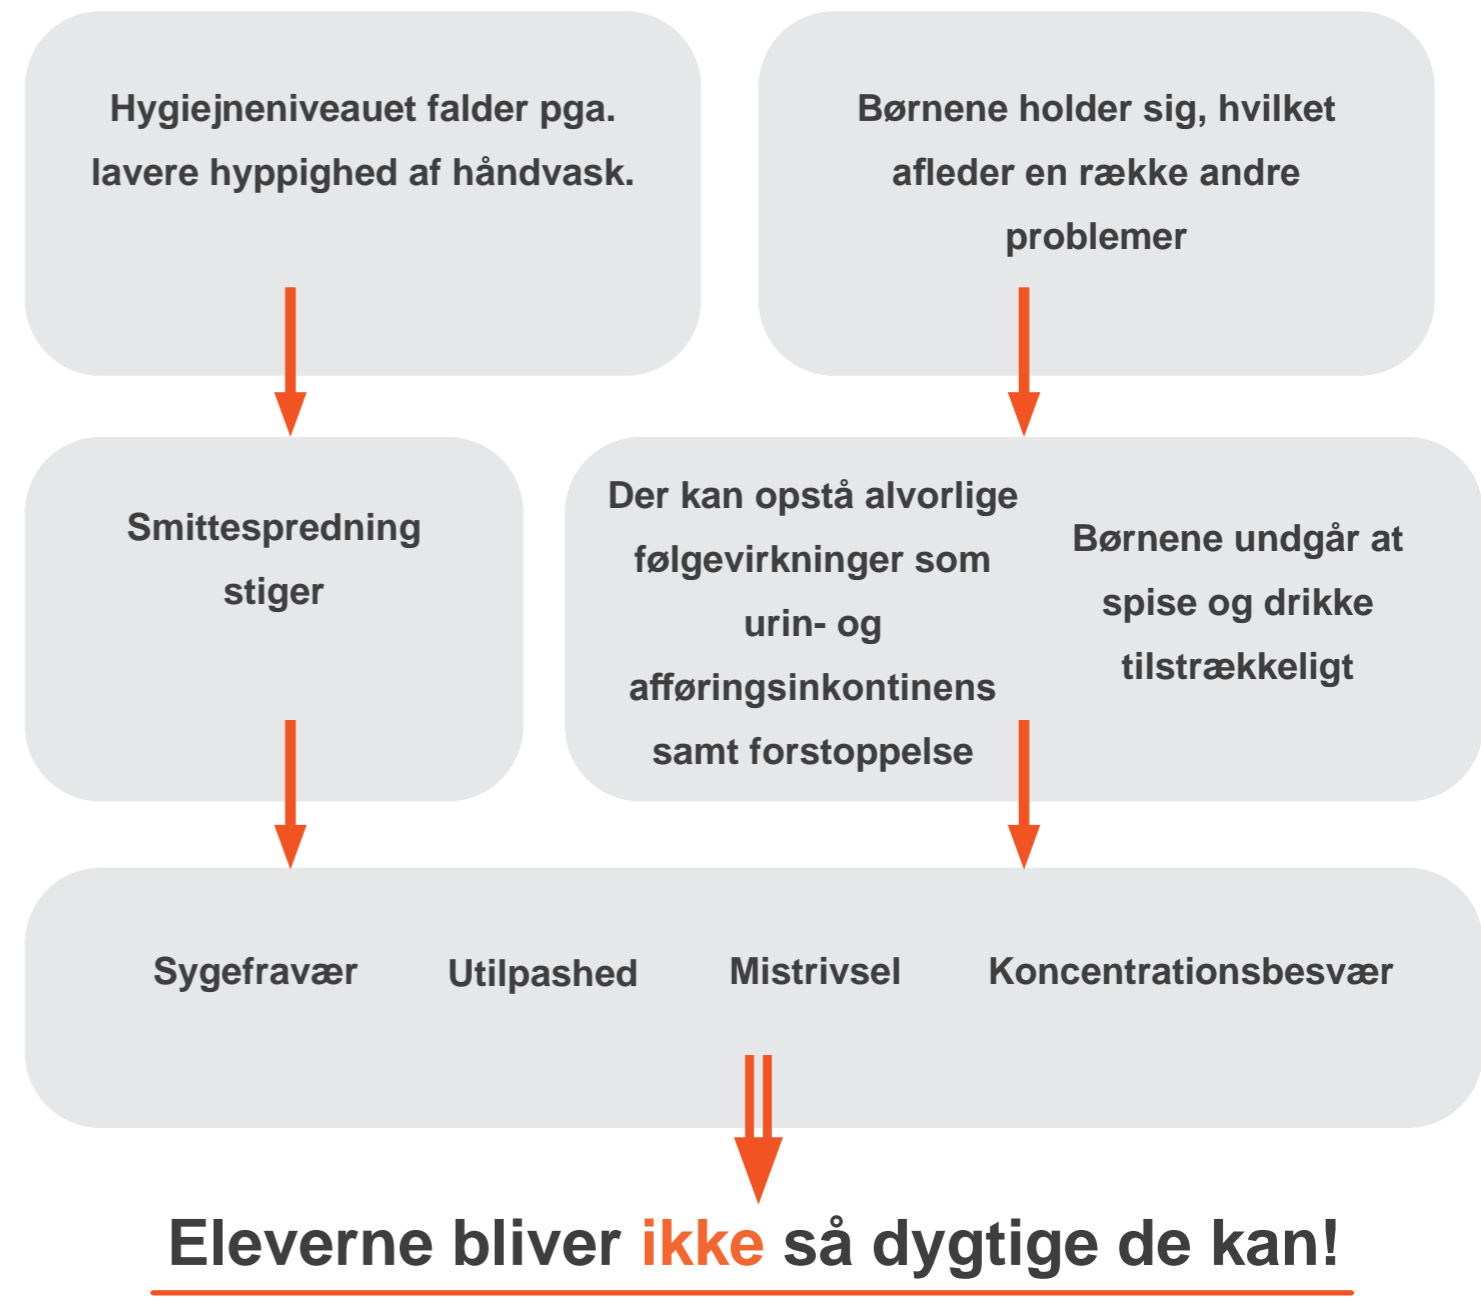 Hygiejneniveauet falder pga.
lavere hyppighed af håndvask.
Børnene holder sig, hvilket
afleder en række andre
problemer
Smittespredning
stiger
Der kan opstå alvorlige
følgevirkninger som
urin- og
afføringsinkontinens
samt forstoppelse
Børnene undgår at
spise og drikke
tilstrækkeligt
Sygefravær
Utilpashed
Mistrivsel
Koncentrationsbesvær
Eleverne bliver ikke så dygtige de kan!